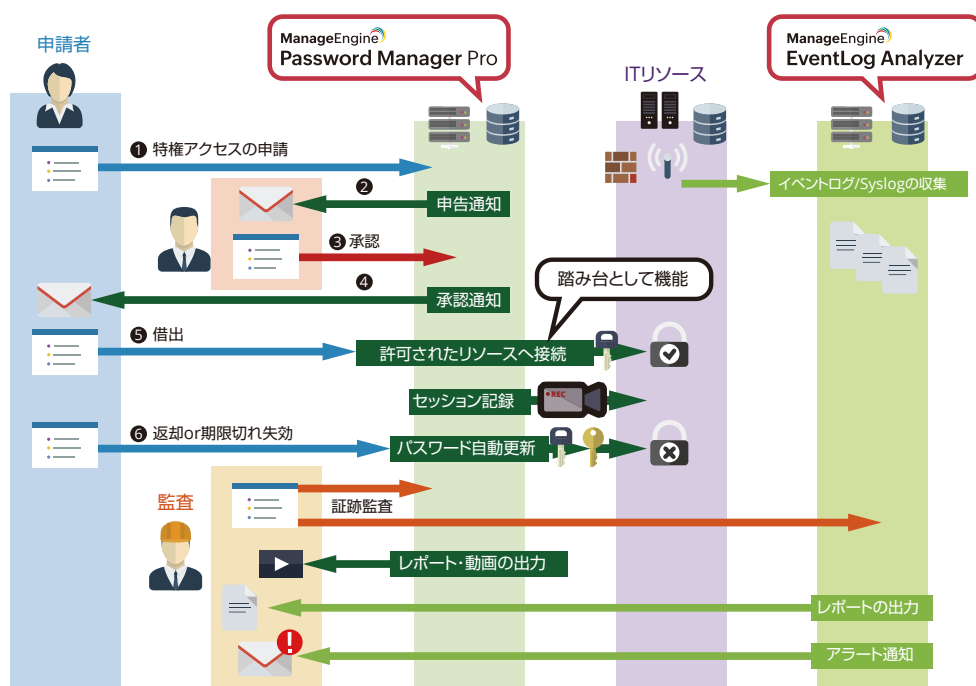 申請者
ManageEngine
Password Manager Pro
ITリソース
ManageEngine
EventLog Analyzer
❶ 特権アクセスの申請
イベントログ/Syslogの収集
❷
申告通知
❸ 承認
❹
承認通知
踏み台として機能
❺ 借出
許可されたリソースへ接続
セッション記録
REC
❻ 返却or期限切れ失効
パスワード自動更新
監査
証跡監査
レポート・動画の出力
レポートの出力
アラート通知